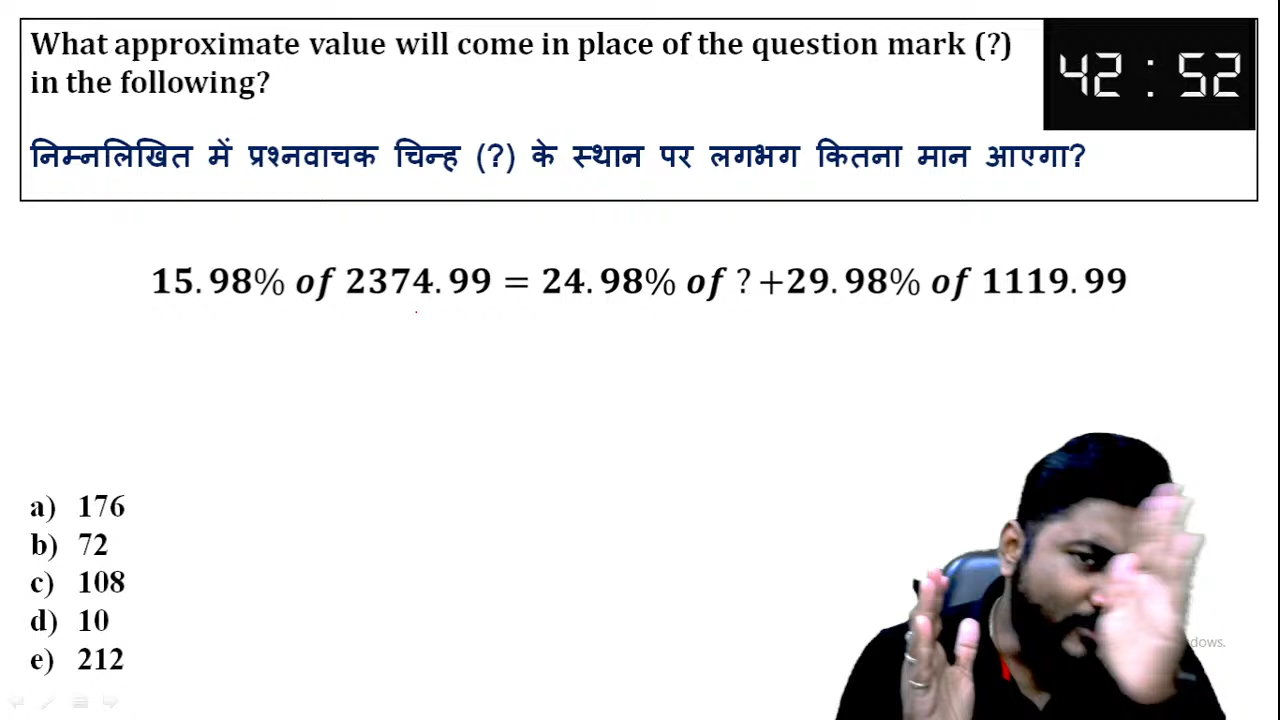 What approximate value will come in place of the question mark (?)
in the following?
42 : 52
निम्नलिखित में प्रश्नवाचक चिन्ह (?) के स्थान पर लगभग कितना मान आएगा?
15.98% of 2374.99 = 24.98% of ? +29.98% of 1119.99
a) 176
b) 72
c) 108
d) 10
e) 212
dows.